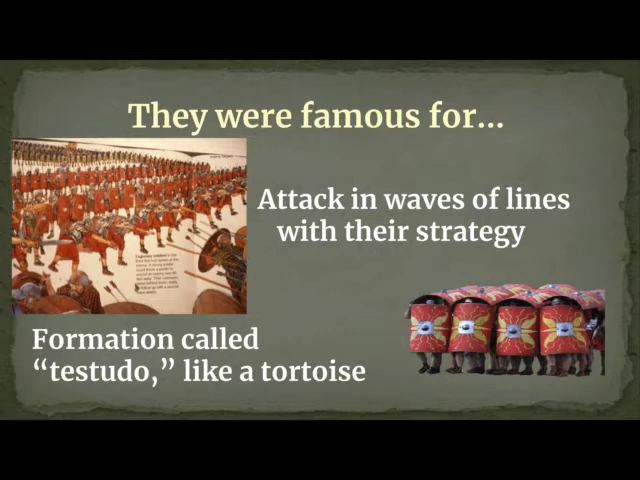 They were famous for...
Attack in waves of lines
with their strategy
Formation called
“testudo,” like a tortoise